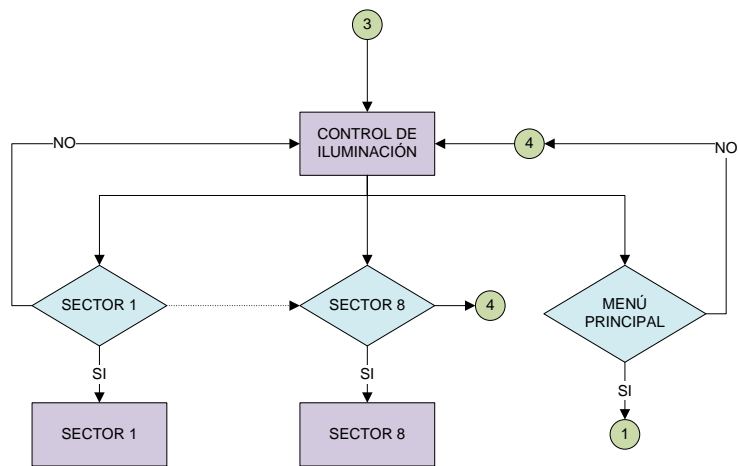 3
CONTROL DE
ILUMINACIÓN
4
NO
NO
SECTOR 1
SECTOR 8
4
MENÚ
PRINCIPAL
SI
SI
SI
SECTOR 1
SECTOR 8
1